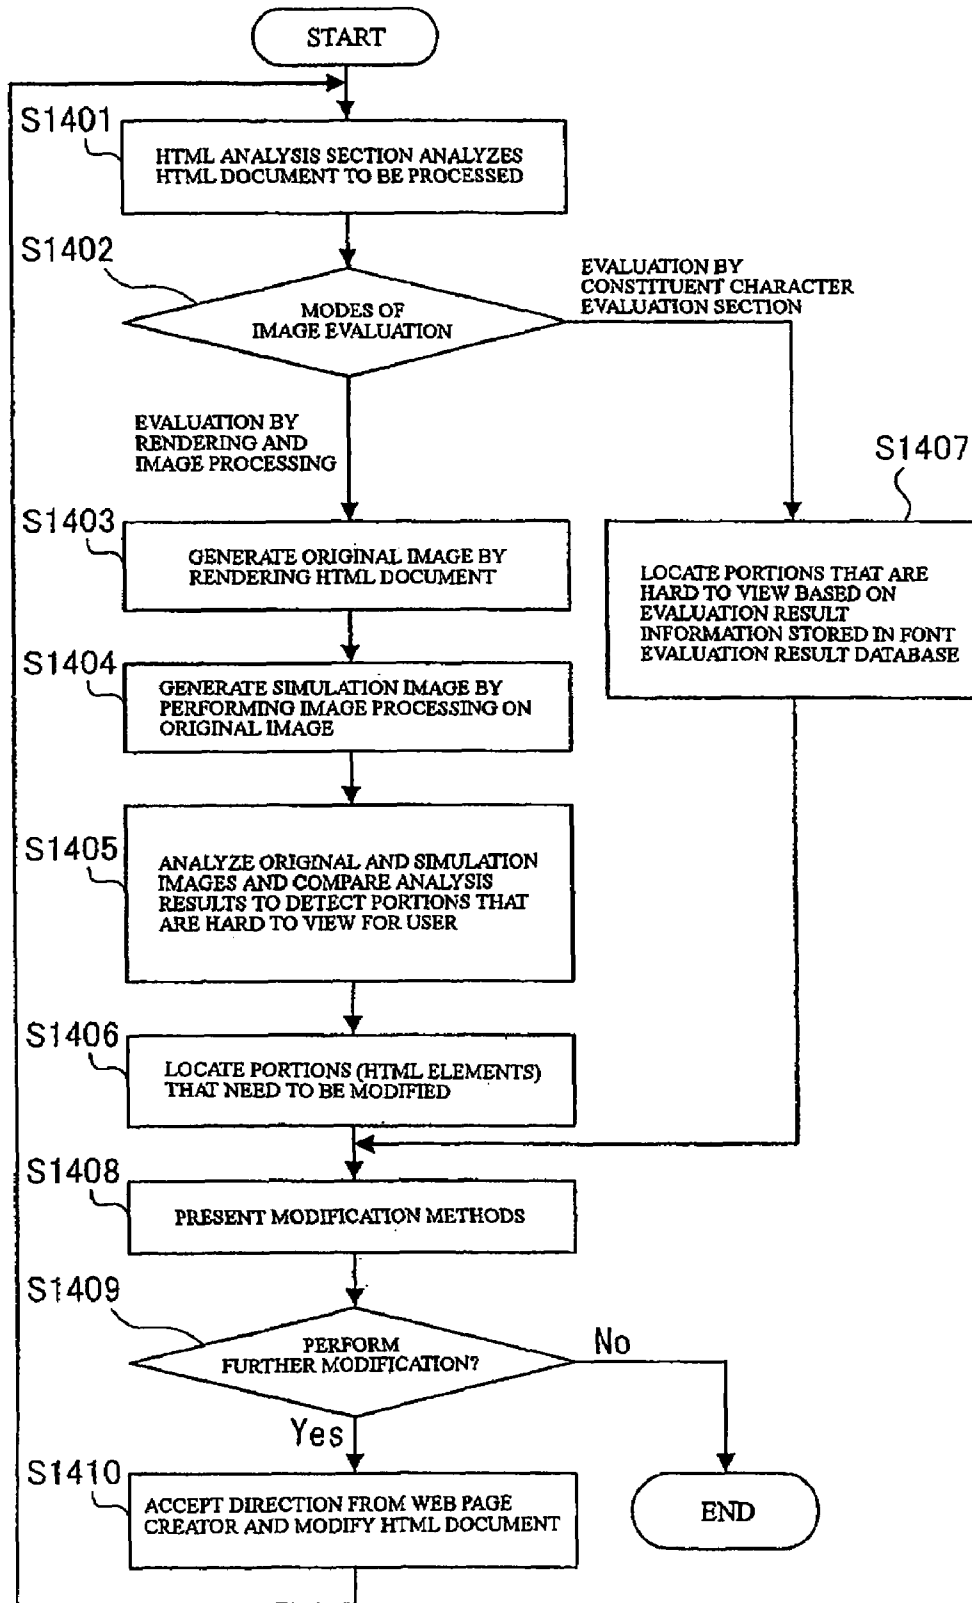 START
S1401
HTML ANALYSIS SECTION ANALYZES
HTML DOCUMENT TO BE PROCESSED
S1402
MODES OF
IMAGE EVALUATION
EVALUATION BY
CONSTITUENT CHARACTER
EVALUATION SECTION
EVALUATION BY
RENDERING AND
IMAGE PROCESSING
S1407
LOCATE PORTIONS THAT ARE
HARD TO VIEW BASED ON
EVALUATION RESULT
INFORMATION STORED IN FONT
EVALUATION RESULT DATABASE
S1403
GENERATE ORIGINAL IMAGE BY
RENDERING HTML DOCUMENT
S1404
GENERATE SIMULATION IMAGE BY
PERFORMING IMAGE PROCESSING ON
ORIGINAL IMAGE
S1405
ANALYZE ORIGINAL AND SIMULATION
IMAGES AND COMPARE ANALYSIS
RESULTS TO DETECT PORTIONS THAT
ARE HARD TO VIEW FOR USER
S1406
LOCATE PORTIONS (HTML ELEMENTS)
THAT NEED TO BE MODIFIED
S1408
PRESENT MODIFICATION METHODS
S1409
PERFORM
FURTHER MODIFICATION?
No
Yes
S1410
ACCEPT DIRECTION FROM WEB PAGE
CREATOR AND MODIFY HTML DOCUMENT
END